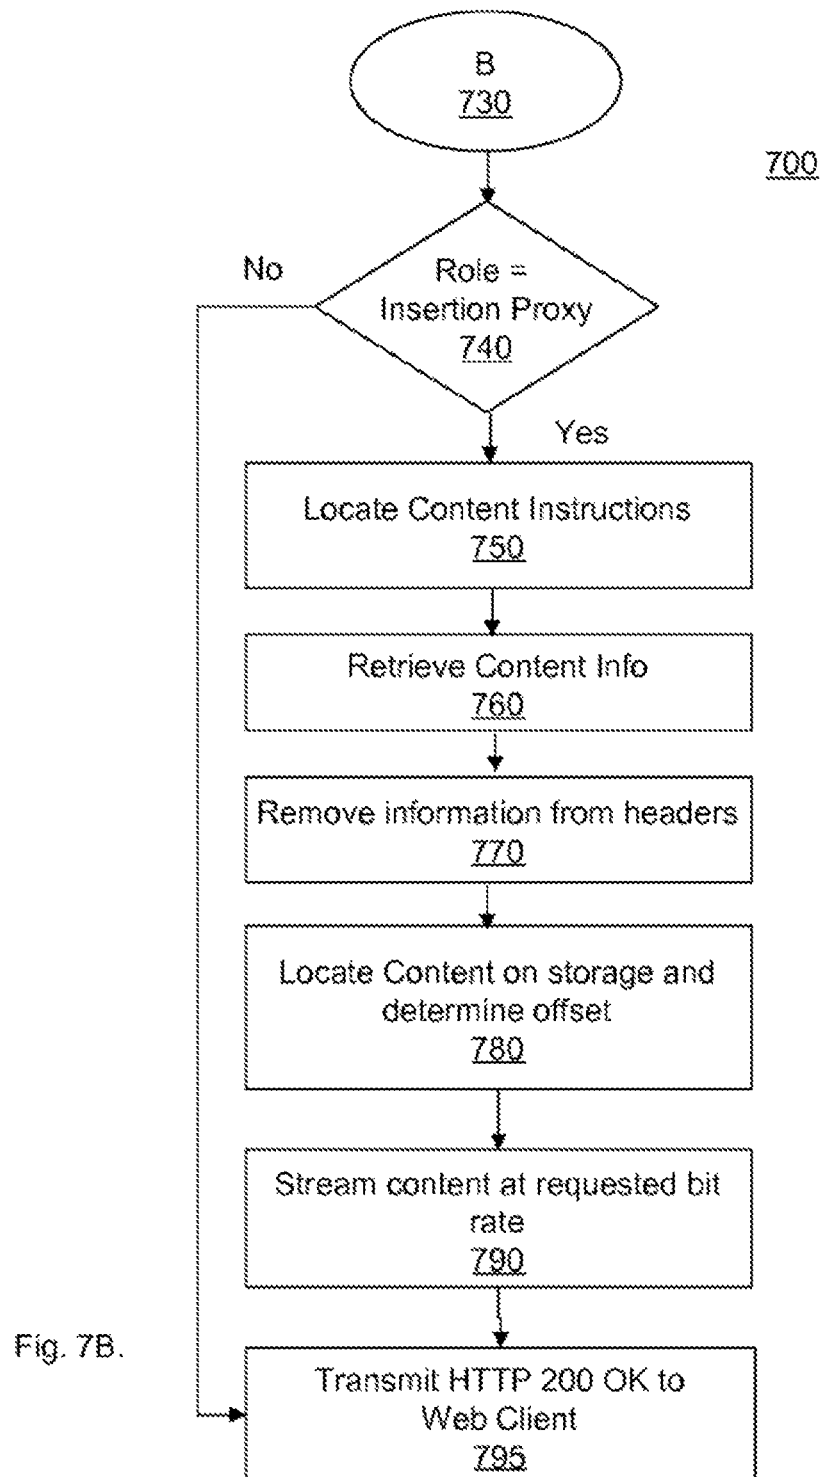 B
730
700
No
Role =
Insertion Proxy
740
Yes
Locate Content Instructions
750
Retrieve Content Info
760
Remove information from headers
770
Locate Content on storage and
determine offset
780
Stream content at requested bit
rate
790
Fig. 7B.
Transmit HTTP 200 OK to
Web Client
795